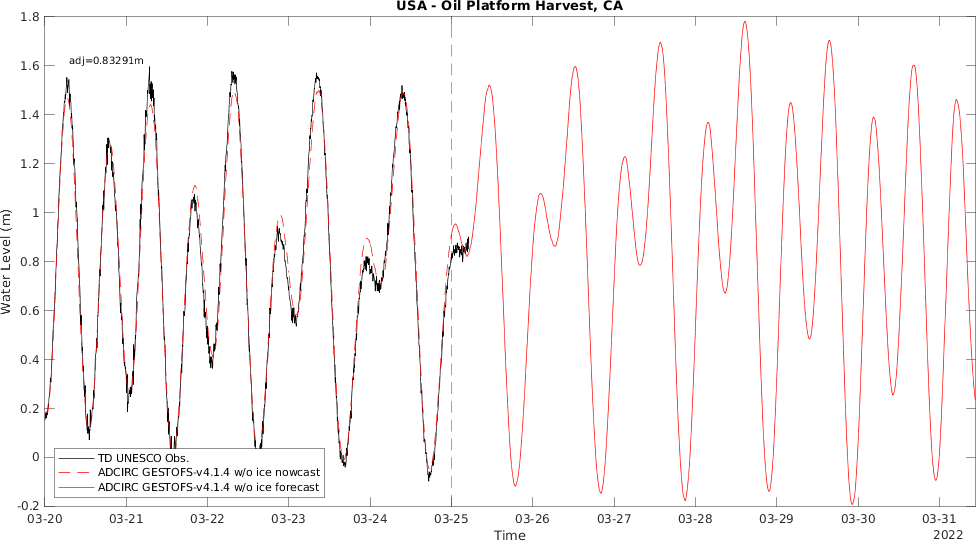 USA - Oil Platform Harvest, CA
adj=0.83291m
Water Level (m)
1.8
1.6
1.4
1.2
1
0.8
0.6
0.4
0.2
0
-0.2
TD UNESCO Obs.
ADCIRC GESTOFS-v4.1.4 w/o ice nowcast
ADCIRC GESTOFS-v4.1.4 w/o ice forecast
03-20 03-21 03-22 03-23 03-24 03-25 03-26 03-27 03-28 03-29 03-30 03-31
Time
2022